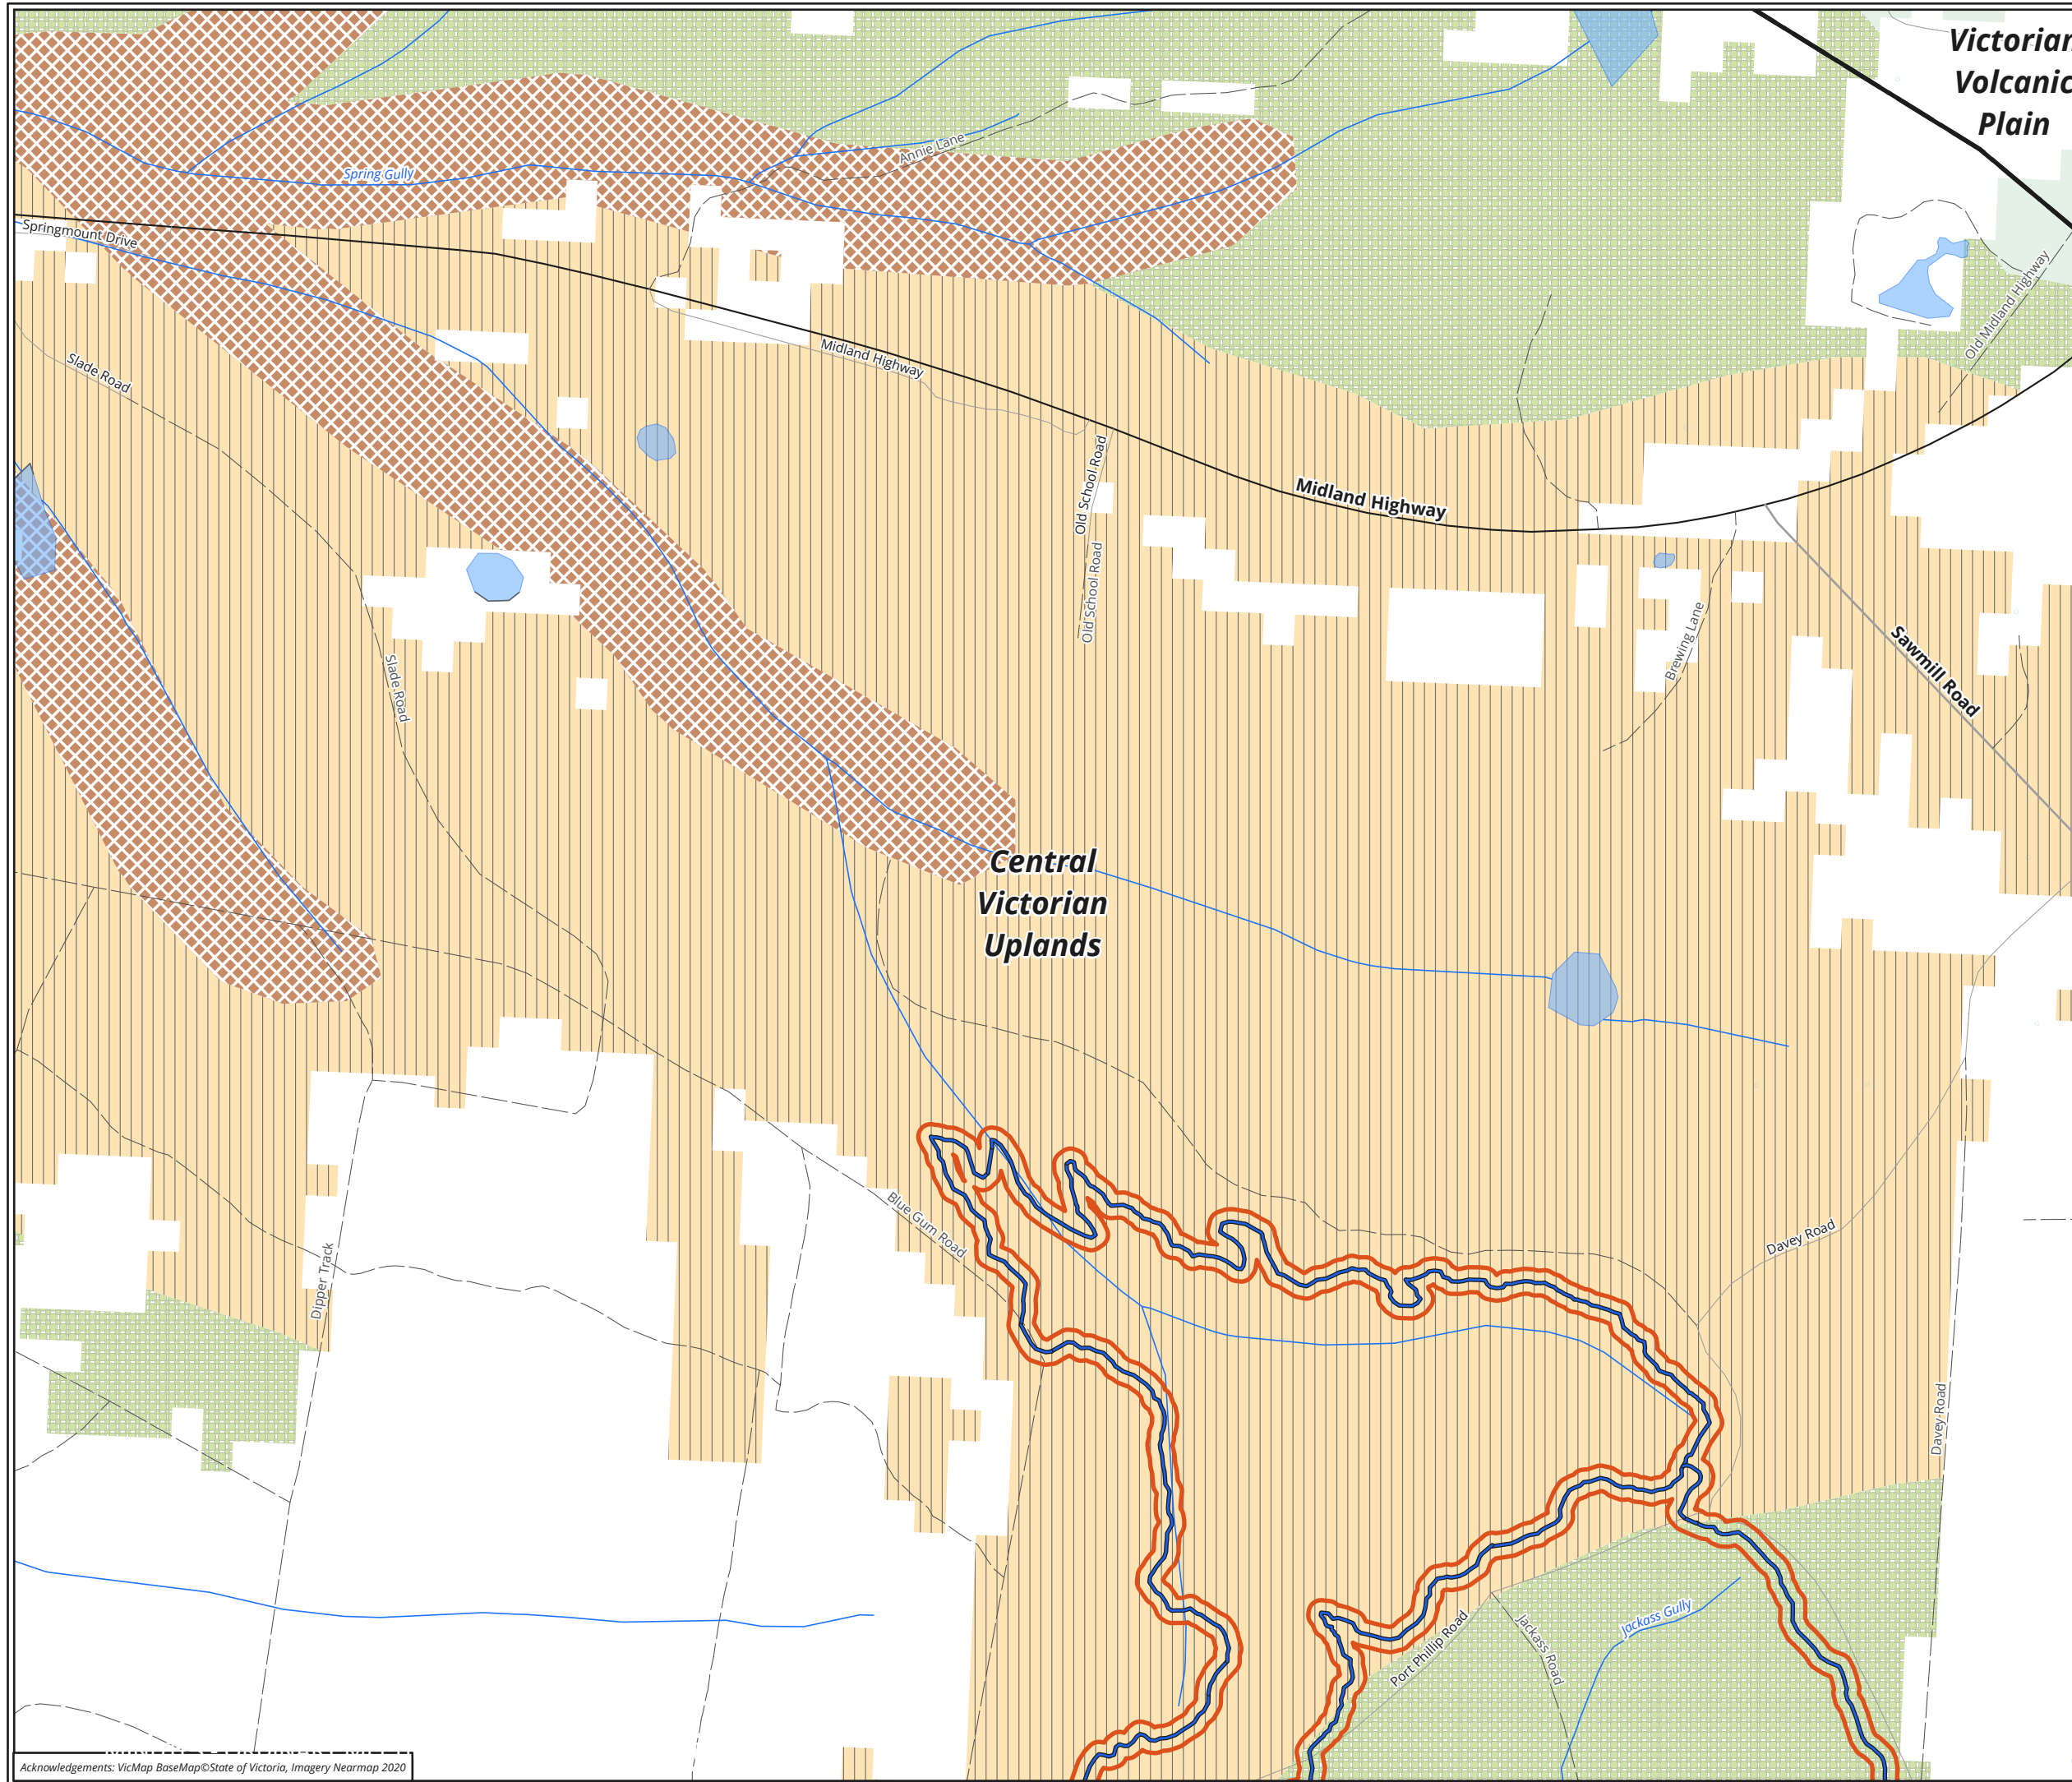 Victorian
Volcanic
Plain
Annie Lane
Spring Gully
Springmount Drive
Old Midland Highway
Midland Highway
Slade Road
Old School Road
Midland Highway
Old School Road
Brewing Lane
Sawmill Road
Slade Road
Central
Victorian
Uplands
Blue Gum Road
Davey Road
Dipper Track
Davey Road
Jackass Gully
Port Phillip Road
Jackass Road
Acknowledgements: VicMap BaseMap©State of Victoria, Imagery Nearmap 2020